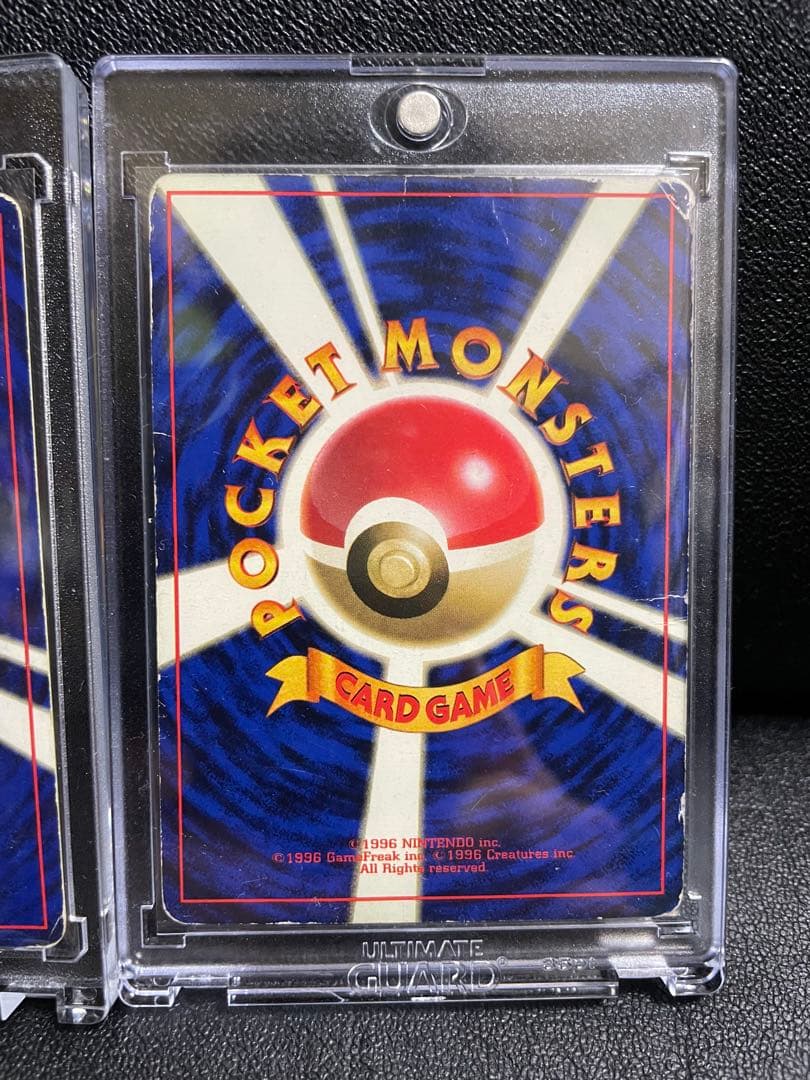 POCKET MONSTERS
CARD GAME
©1996 NINTENDO inc.
©1996 GameFreak inc. ©1996 Creatures inc.
All Rights reserved.
ULTIMATE
GUARD®